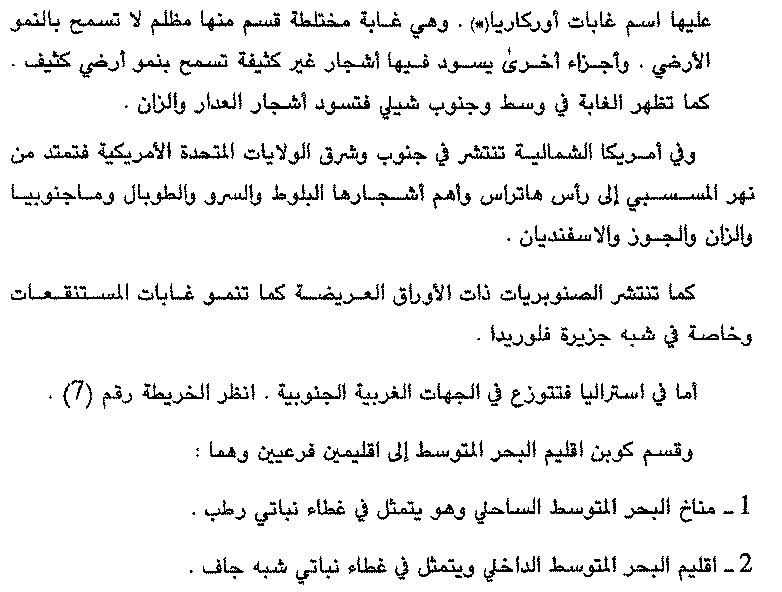 عليها اسم غابات أوركاريا(*) . وهي غابة مختلطة قسم منها مظلم لا تسمح بالنمو
الأرضي . وأجزاء أخرىٰ يسود فيها أشجار غير كثيفة تسمح بنمو أرضي كثيف .
كما تظهر الغابة في وسط وجنوب شيلي فتسود أشجار العدار والزان .
وفي أمريكا الشمالية تنتشر في جنوب وشرق الولايات المتحدة الأمريكية فتمتد من
نهر المسسبي إلى رأس هاتراس وأهم أشجارها البلوط والسرو والطوبال وماجنوبيا
والزان والجوز والاسفنديان .
كما تنتشر الصنوبريات ذات الأوراق العريضة كما تنمو غابات المستنقعات
وخاصة في شبه جزيرة فلوريدا .
أما في استراليا فتتوزع في الجهات الغربية الجنوبية . انظر الخريطة رقم (7) .
وقسم كوبن اقليم البحر المتوسط إلى اقليمين فرعيين وهما :
1 ـ مناخ البحر المتوسط الساحلي وهو يتمثل في غطاء نباتي رطب .
2 ـ اقليم البحر المتوسط الداخلي ويتمثل في غطاء نباتي شبه جاف .